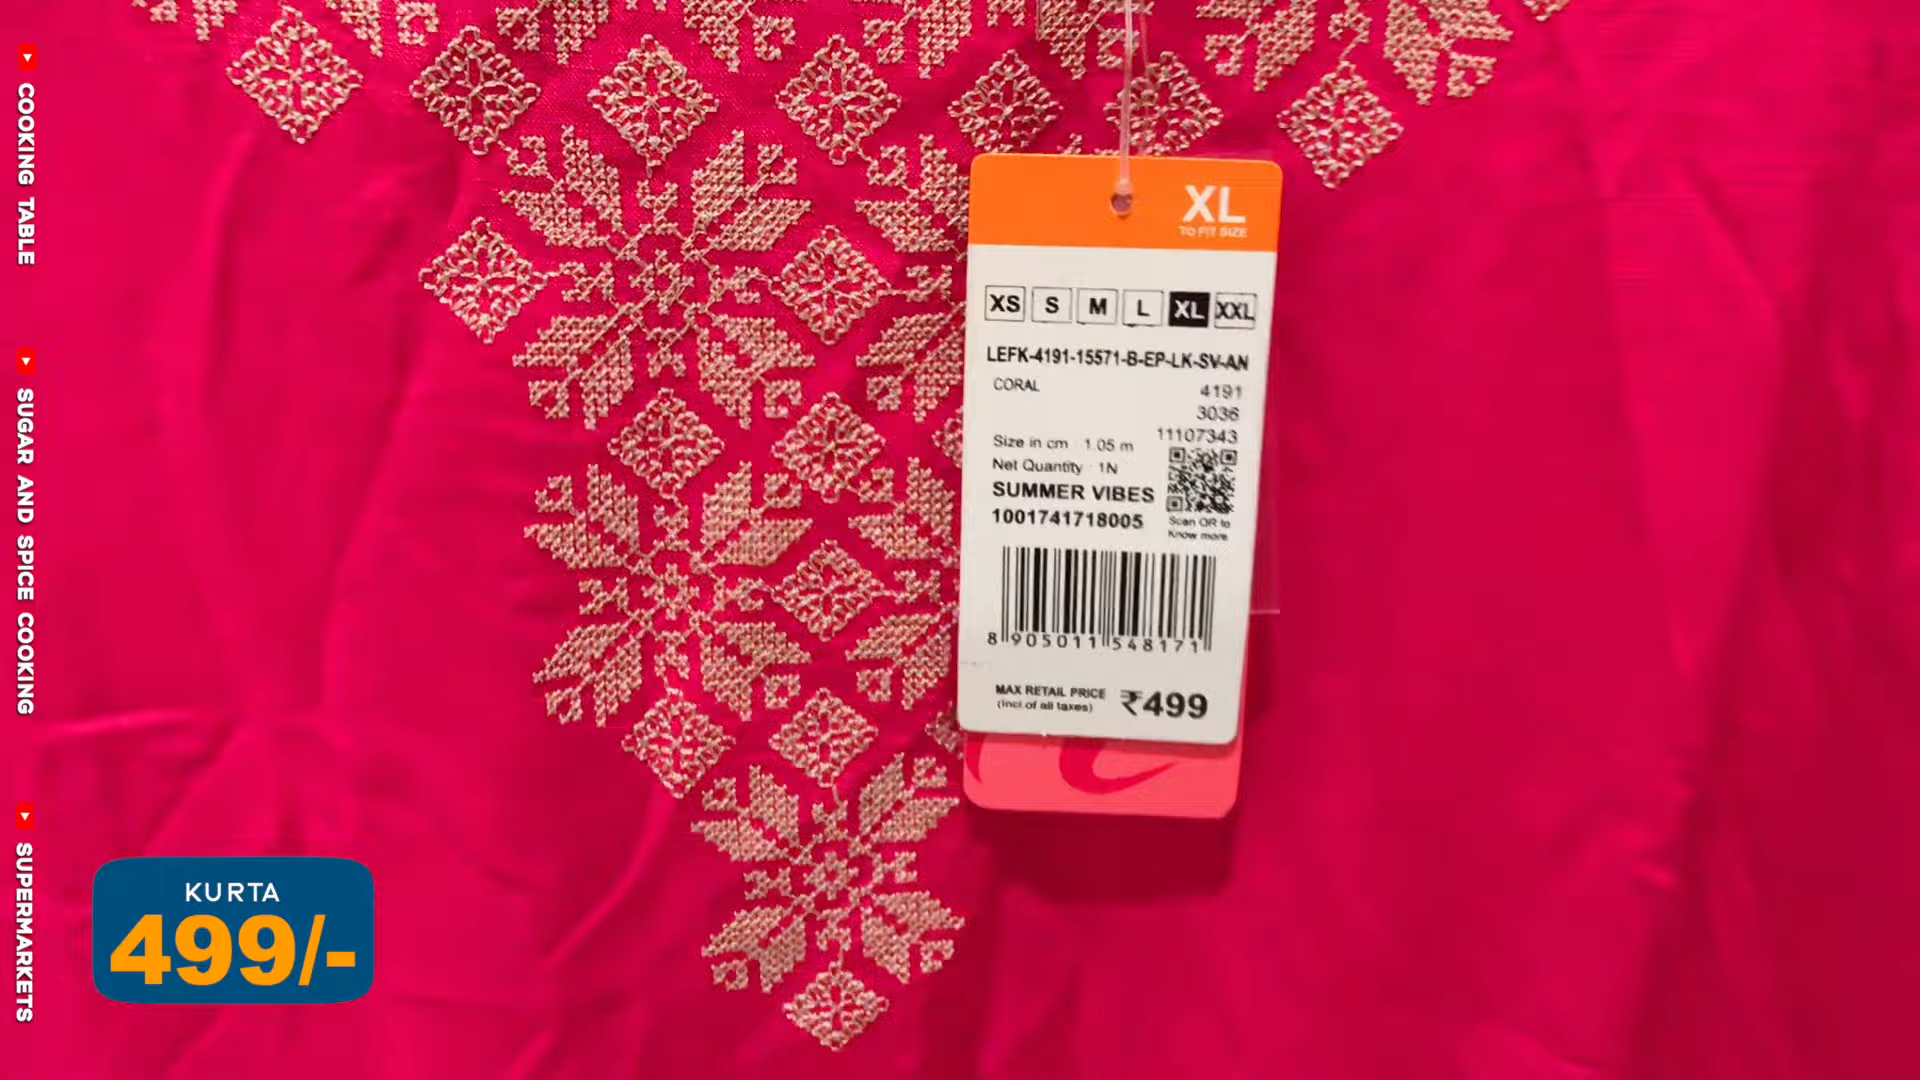 COOKING TABLE
SUGAR AND SPICE COOKING
SUPERMARKETS
XL
TO FIT SIZE
XS S M L XL XXL
LEFK-4191-15571-B-EP-LK-SV-AN
CORAL 4191
3036
11107343
Size in cm 1.05 m
Net Quantity 1N
SUMMER VIBES
1001741718005
Scan QR to
Know more
8 905011 548171
MAX RETAIL PRICE
(Incl.of all taxes)
₹499
KURTA
499/-